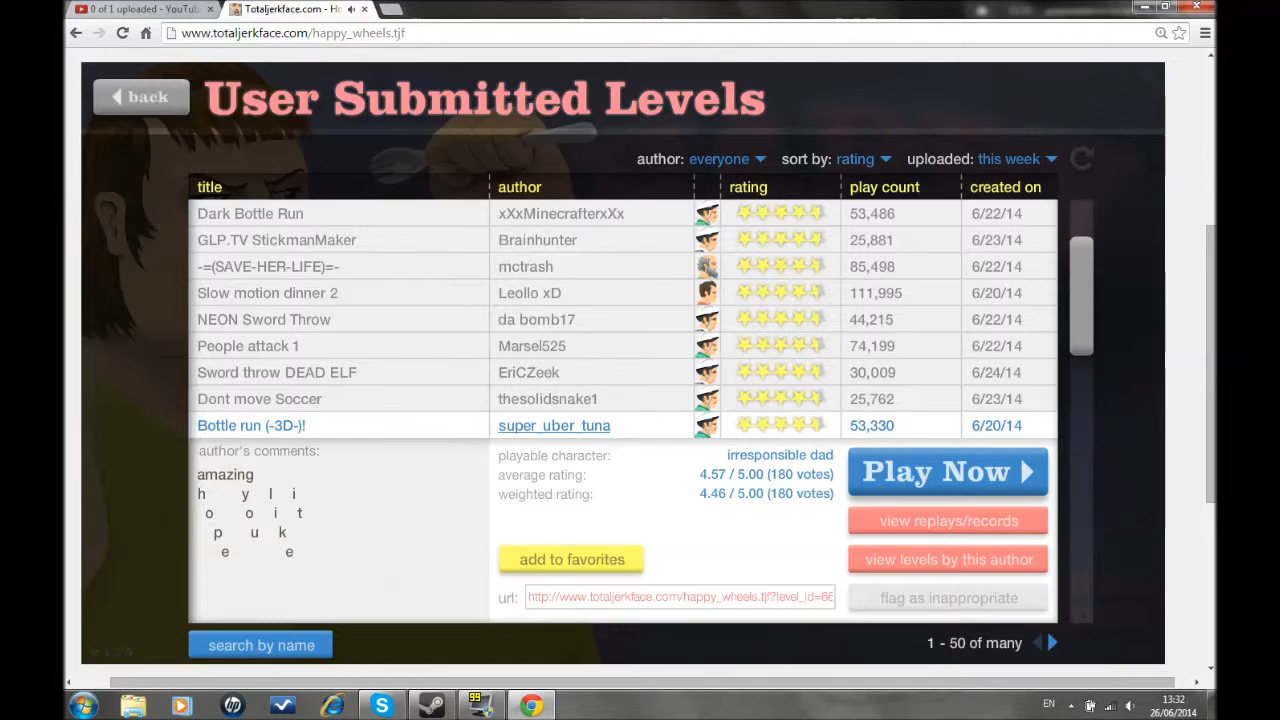 0 of 1 uploaded - YouTub
Totaljerkface.com - Ho
www.totaljerkface.com/happy_wheels.tjf
back
User Submitted Levels
author: everyone sort by: rating uploaded: this week
title author rating play count created on
Dark Bottle Run xXxMinecrafterxXx 53,486 6/22/14
GLP.TV StickmanMaker Brainhunter 25,881 6/23/14
-=(SAVE-HER-LIFE)=- mctrash 85,498 6/22/14
Slow motion dinner 2 Leollo xD 111,995 6/20/14
NEON Sword Throw da bomb17 44,215 6/22/14
People attack 1 Marsel525 74,199 6/22/14
Sword throw DEAD ELF EriCZeek 30,009 6/24/14
Dont move Soccer thesolidsnake1 25,762 6/23/14
Bottle run (-3D-)! super_uber_tuna 53,330 6/20/14
author's comments:
amazing
h y l i
o o i t
p u k
e e
playable character: irresponsible dad
average rating: 4.57 / 5.00 (180 votes)
weighted rating: 4.46 / 5.00 (180 votes)
Play Now
view replays/records
add to favorites
view levels by this author
url: http://www.totaljerkface.com/happy_wheels.tjf?level_id=66
flag as inappropriate
search by name
1 - 50 of many
99
EN
13:32
26/06/2014